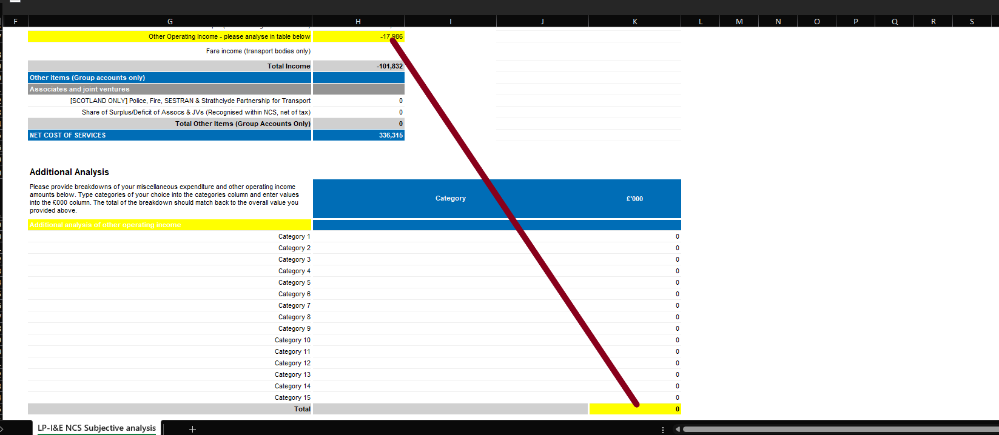 F G H I J K L M N O P Q R S
Other Operating Income - please analyse in table below -17,986
Fare income (transport bodies only)
Total Income -101,832
Other items (Group accounts only)
Associates and joint ventures
[SCOTLAND ONLY] Police, Fire, SESTRAN & Strathclyde Partnership for Transport 0
Share of Surplus/Deficit of Assocs & JVs (Recognised within NCS, net of tax) 0
Total Other Items (Group Accounts Only) 0
NET COST OF SERVICES 336,315
Additional Analysis
Please provide breakdowns of your miscellaneous expenditure and other operating income
amounts below. Type categories of your choice into the categories column and enter values
into the £000 column. The total of the breakdown should match back to the overall value you
provided above.
Category £'000
Additional analysis of other operating income
Category 1 0
Category 2 0
Category 3 0
Category 4 0
Category 5 0
Category 6 0
Category 7 0
Category 8 0
Category 9 0
Category 10 0
Category 11 0
Category 12 0
Category 13 0
Category 14 0
Category 15 0
Total 0
LP-I&E NCS Subjective analysis